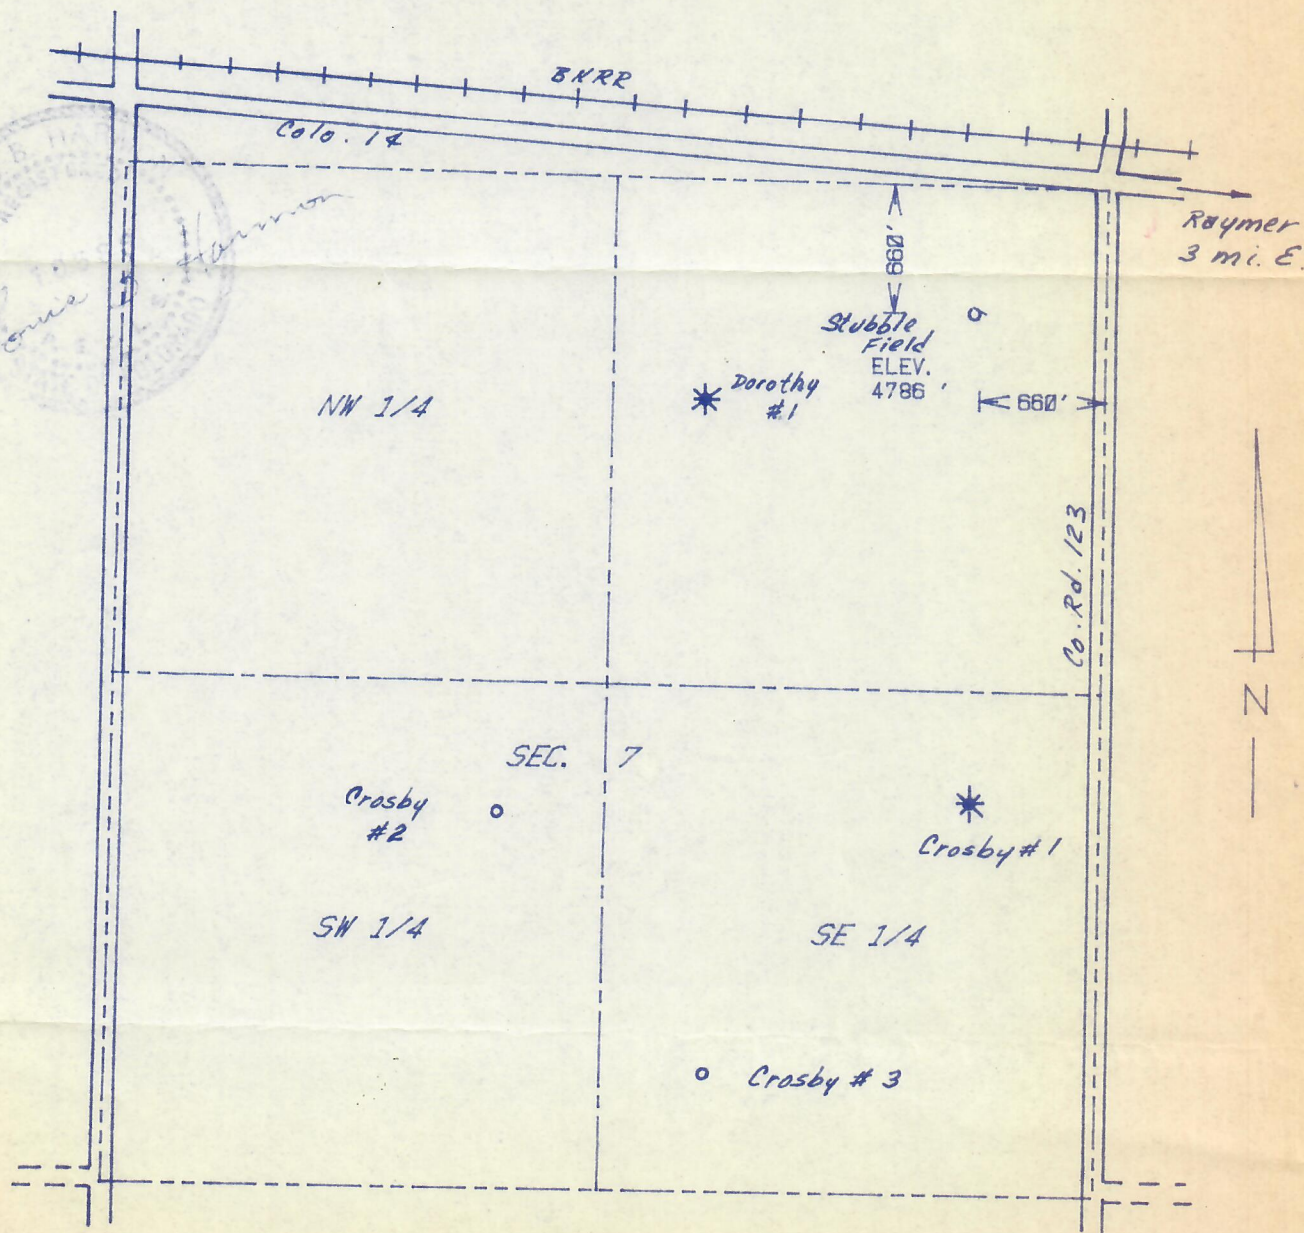 BNRR
Colo. 14
Raymer
3 mi. E.
660'
Stubble
Field
ELEV.
4786 '
660'
Dorothy
#1
NW 1/4
Co. Rd. 123
N
SEC. 7
Crosby
#2
Crosby #1
SW 1/4
SE 1/4
Crosby # 3
Harmon